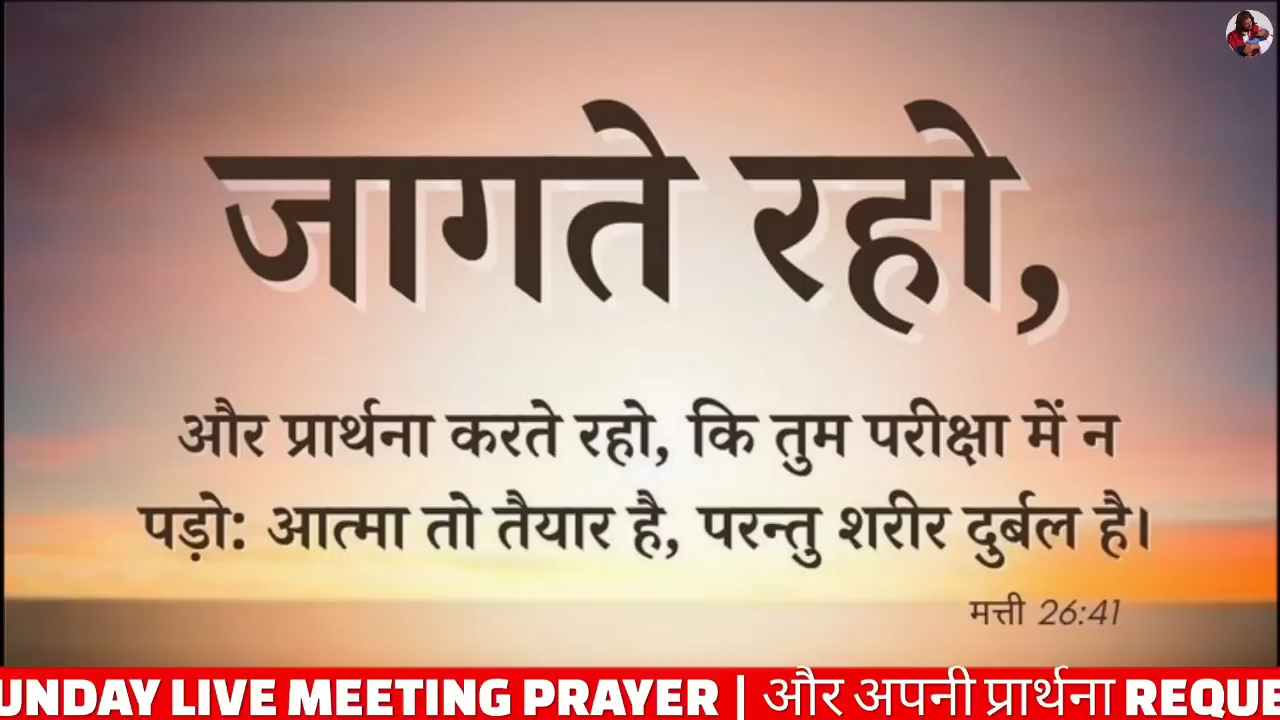 जागते रहो,
और प्रार्थना करते रहो, कि तुम परीक्षा में न
पड़ो: आत्मा तो तैयार है, परन्तु शरीर दुर्बल है।
मत्ती 26:41
UNDAY LIVE MEETING PRAYER | और अपनी प्रार्थना REQUE